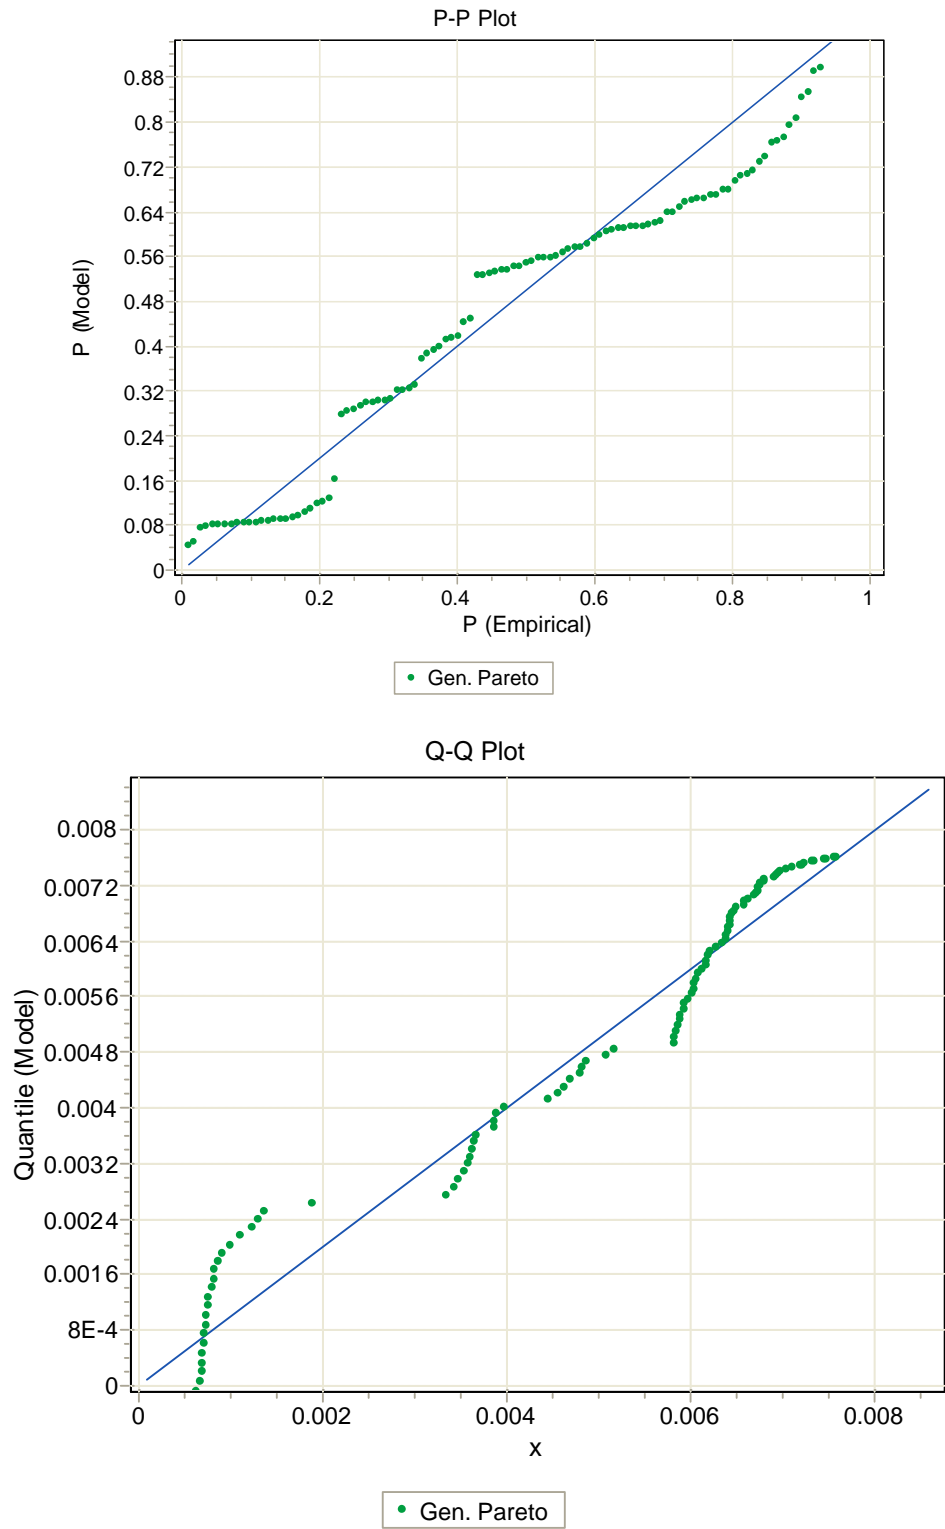 P-P Plot
P (Model)
0.88
0.8
0.72
0.64
0.56
0.48
0.4
0.32
0.24
0.16
0.08
0
0 0.2 0.4 0.6 0.8 1
P (Empirical)
Gen. Pareto
Q-Q Plot
Quantile (Model)
0.008
0.0072
0.0064
0.0056
0.0048
0.004
0.0032
0.0024
0.0016
8E-4
0
0 0.002 0.004 0.006 0.008
x
Gen. Pareto